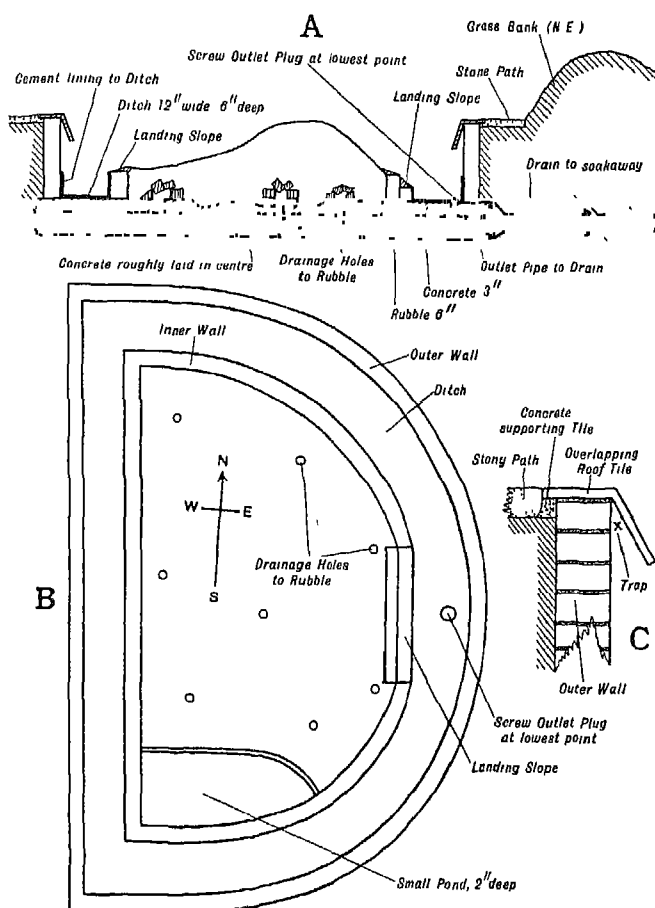 A
Grass Bank (N E)
Screw Outlet Plug at lowest point
Stone Path
Cement lining to Ditch
Landing Slope
Ditch 12" wide 6" deep
Landing Slope
Drain to soakaway
Concrete roughly laid in centre
Drainage Holes
to Rubble
Outlet Pipe to Drain
Concrete 3"
Rubble 6"
Inner Wall
Outer Wall
Ditch
Concrete
supporting Tile
Overlapping
Roof Tile
Stony Path
N
W
E
S
x
Trap
Drainage Holes
to Rubble
B
C
Outer Wall
Screw Outlet Plug
at lowest point
Landing Slope
Small Pond, 2" deep